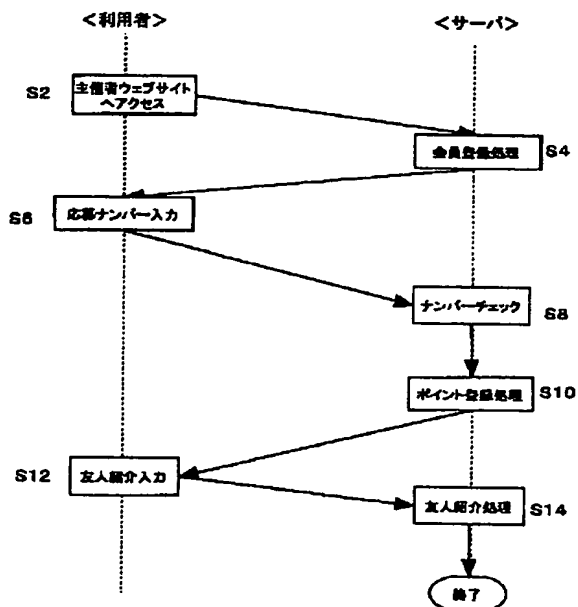 <利用者>
<サーバ>
S2
主催者ウェブサイト
へアクセス
会員登録処理
S4
S6
応募ナンバー入力
ナンバーチェック
S8
ポイント登録処理
S10
S12
友人紹介入力
友人紹介処理
S14
終了